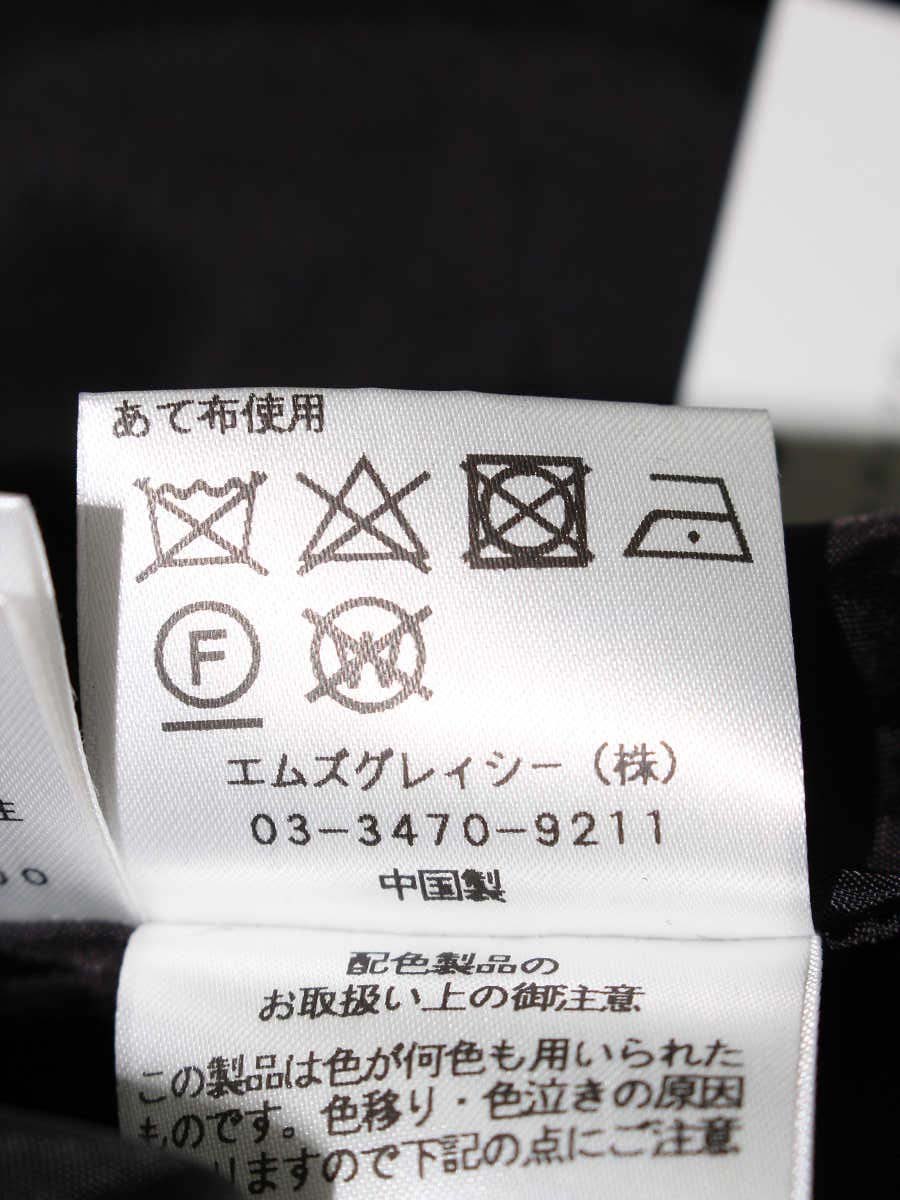 あて布使用
F
W
エムズグレイシー（株）
03-3470-9211
中国製
配色製品の
お取扱い上の御注意
この製品は色が何色も用いられた
ものです。色移り・色泣きの原因
りますので下記の点にご注意